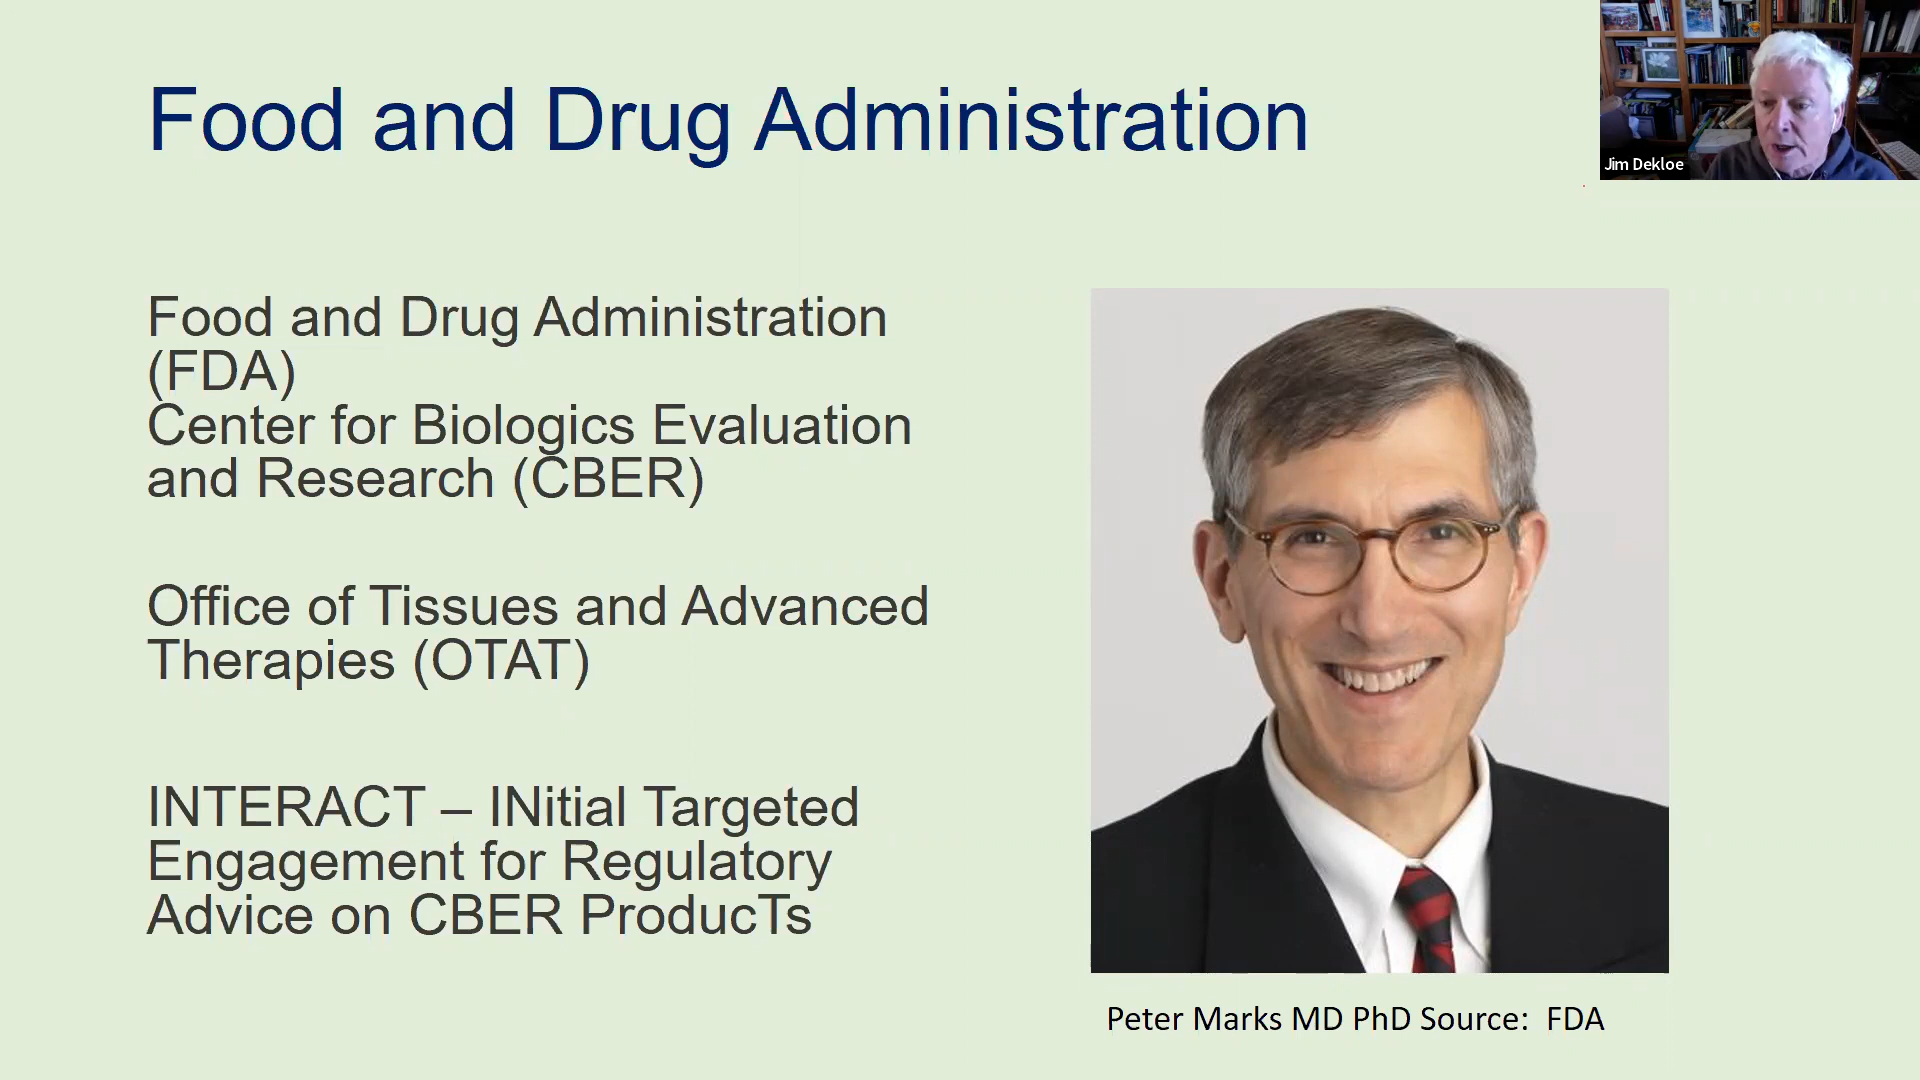 Food and Drug Administration
Jim Dekloe
Food and Drug Administration
(FDA)
Center for Biologics Evaluation
and Research (CBER)
Office of Tissues and Advanced
Therapies (OTAT)
INTERACT – INitial Targeted
Engagement for Regulatory
Advice on CBER ProducTs
Peter Marks MD PhD Source:  FDA